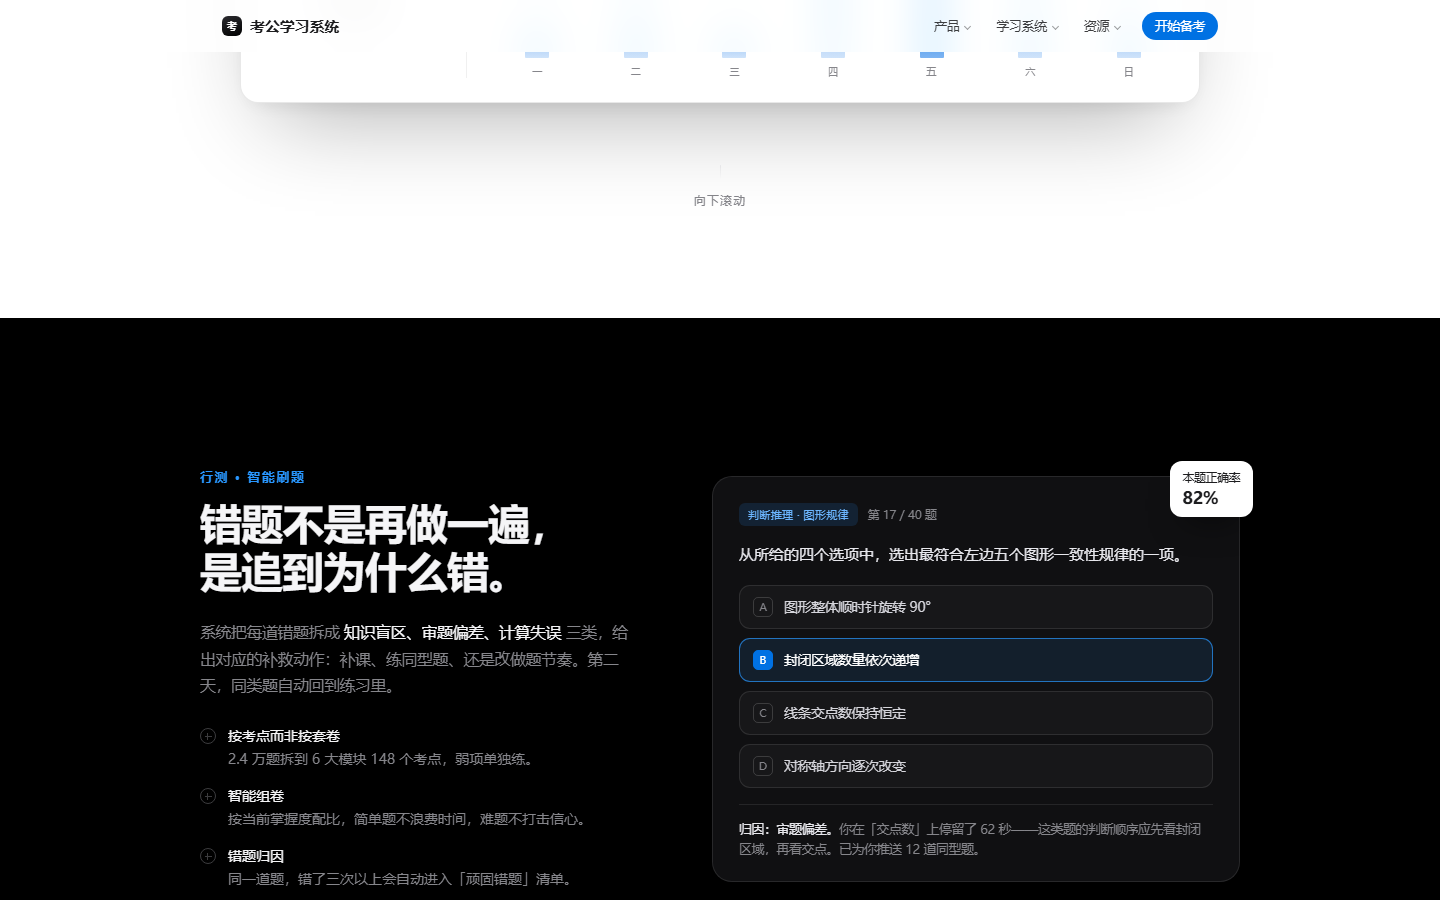 考 考公学习系统
产品 学习系统 资源 开始备考
一 二 三 四 五 六 日
向下滚动
行测 • 智能刷题
错题不是再做一遍，
是追到为什么错。
系统把每道错题拆成 知识盲区、审题偏差、计算失误 三类，给
出对应的补救动作：补课、练同型题、还是改做题节奏。第二
天，同类题自动回到练习里。
按考点而非按套卷
2.4 万题拆到 6 大模块 148 个考点，弱项单独练。
智能组卷
按当前掌握度配比，简单题不浪费时间，难题不打击信心。
错题归因
同一道题，错了三次以上会自动进入「顽固错题」清单。
本题正确率
82%
判断推理 · 图形规律 第 17 / 40 题
从所给的四个选项中，选出最符合左边五个图形一致性规律的一项。
A 图形整体顺时针旋转 90°
B 封闭区域数量依次递增
C 线条交点数保持恒定
D 对称轴方向逐次改变
归因：审题偏差。你在「交点数」上停留了 62 秒——这类题的判断顺序应先看封闭
区域，再看交点。已为你推送 12 道同型题。